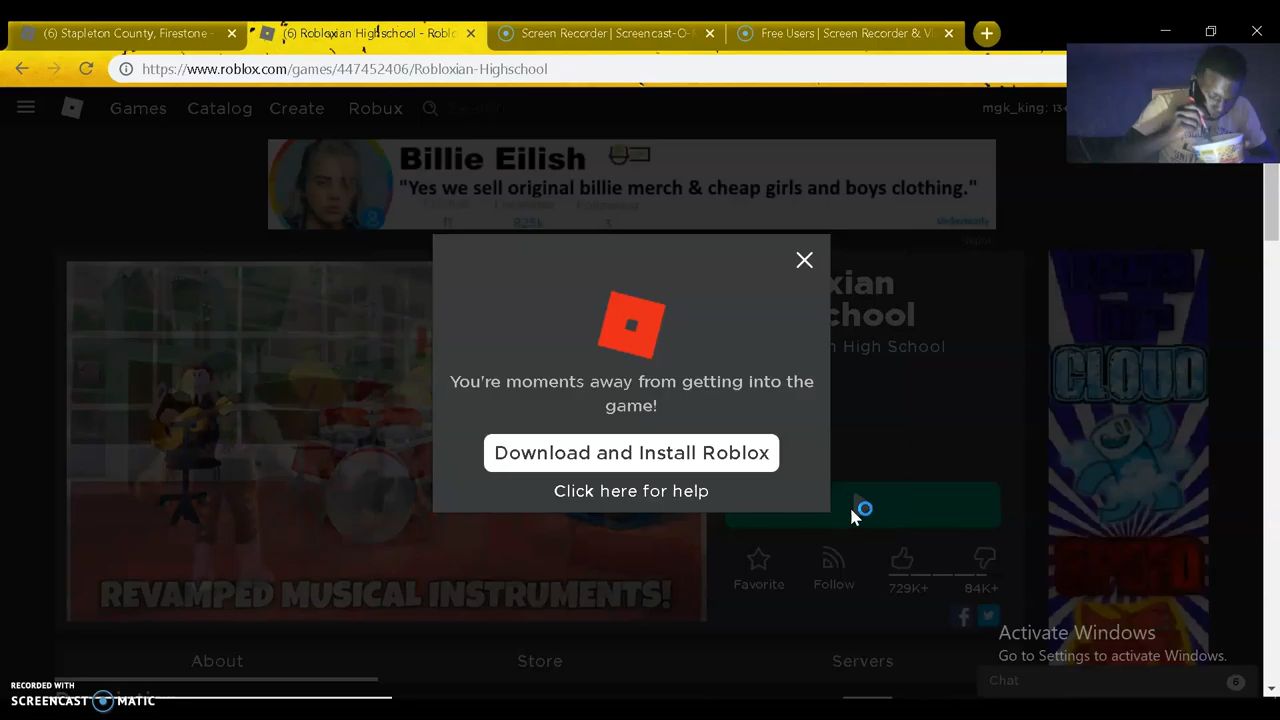 (6) Stapleton County, Firestone -
(6) Robloxian Highschool - Roblo
Screen Recorder | Screencast-O-M
Free Users | Screen Recorder & Vi
https://www.roblox.com/games/447452406/Robloxian-Highschool
Games
Catalog
Create
Robux
mgk_king: 13+
Billie Eilish
"Yes we sell original billie merch & cheap girls and boys clothing."
You're moments away from getting into the
game!
Download and Install Roblox
Click here for help
xian
chool
n High School
REVAMPED MUSICAL INSTRUMENTS!
CLOUD
Favorite
Follow
729K+
84K+
Activate Windows
Go to Settings to activate Windows.
About
Store
Servers
Chat
6
RECORDED WITH
SCREENCAST MATIC